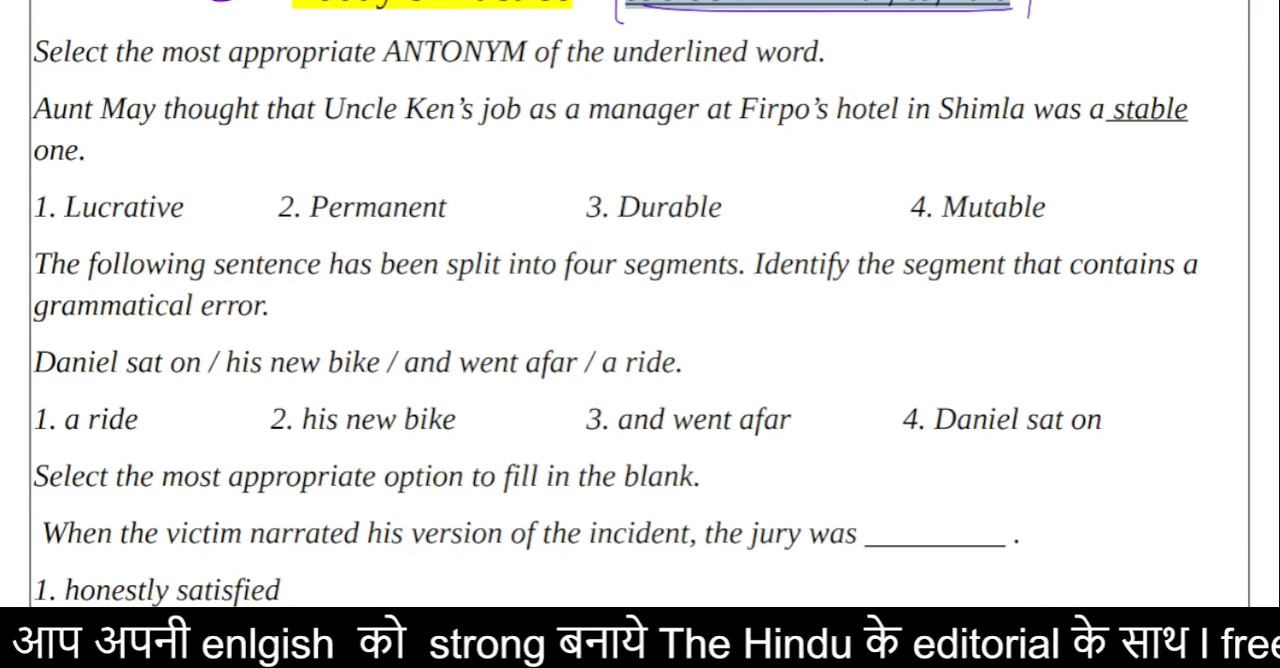 Select the most appropriate ANTONYM of the underlined word.
Aunt May thought that Uncle Ken's job as a manager at Firpo's hotel in Shimla was a stable
one.
1. Lucrative 2. Permanent 3. Durable 4. Mutable
The following sentence has been split into four segments. Identify the segment that contains a
grammatical error.
Daniel sat on / his new bike / and went afar / a ride.
1. a ride 2. his new bike 3. and went afar 4. Daniel sat on
Select the most appropriate option to fill in the blank.
When the victim narrated his version of the incident, the jury was __________ .
1. honestly satisfied
आप अपनी enlgish को strong बनाये The Hindu के editorial के साथ l free